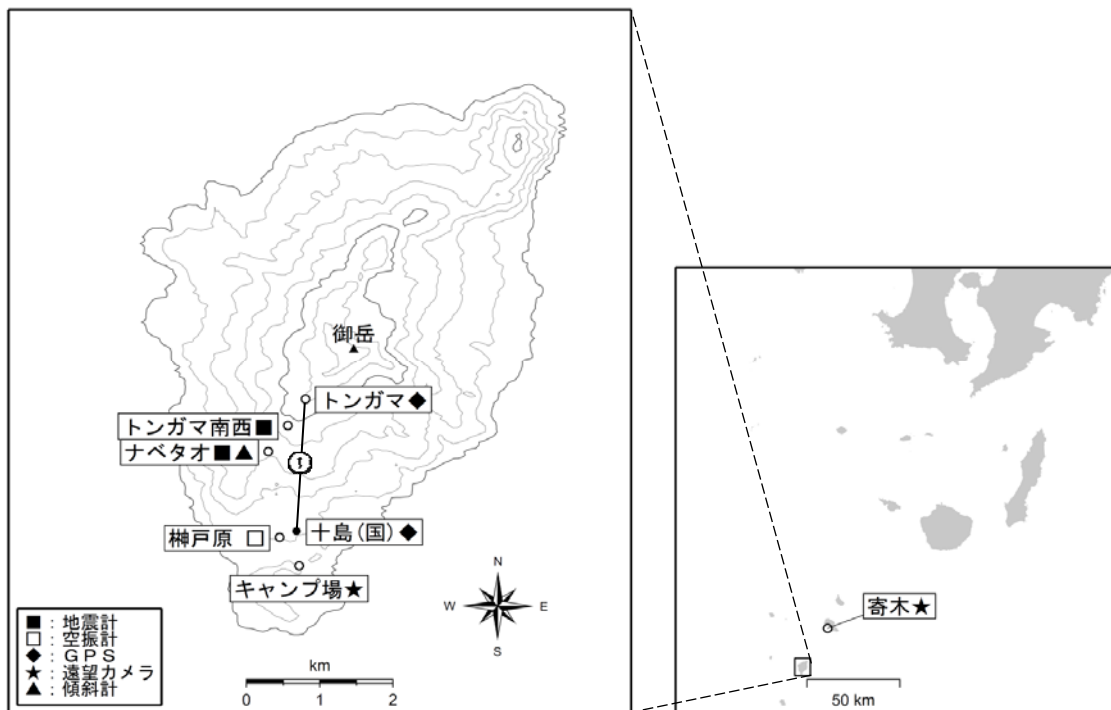 御岳
トンガマ◆
トンガマ南西■
ナベタオ■▲
①
榊戸原 □
十島(国)◆
キャンプ場★
N
W E
S
■：地震計
□：空振計
◆：GPS
★：遠望カメラ
▲：傾斜計
km
0 1 2
寄木★
50 km